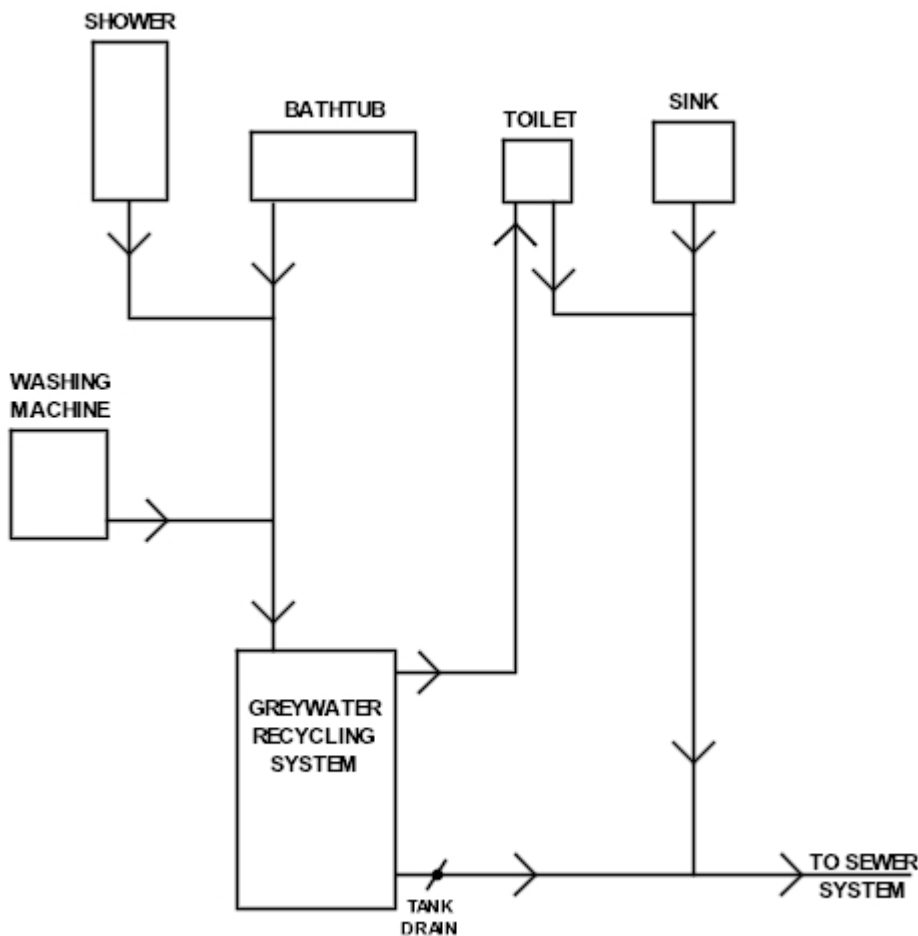 SHOWER
BATHTUB
TOILET
SINK
WASHING
MACHINE
GREYWATER
RECYCLING
SYSTEM
TANK
DRAIN
TO SEWER
SYSTEM